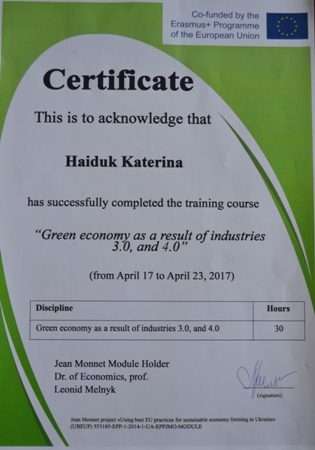 Co-funded by the
Erasmus+ Programme
of the European Union
Certificate
This is to acknowledge that
Haiduk Katerina
has successfully completed the training course
“Green economy as a result of industries
3.0, and 4.0”
(from April 17 to April 23, 2017)
Discipline Hours
Green economy as a result of industries 3.0, and 4.0 30
Jean Monnet Module Holder
Dr. of Economics, prof.
Leonid Melnyk
(signature)
Jean Monnet project «Using best EU practices for sustainable economy forming in Ukraine»
(UBEUP) 553185-EPP-1-2014-1-UA-EPPJMO-MODULE